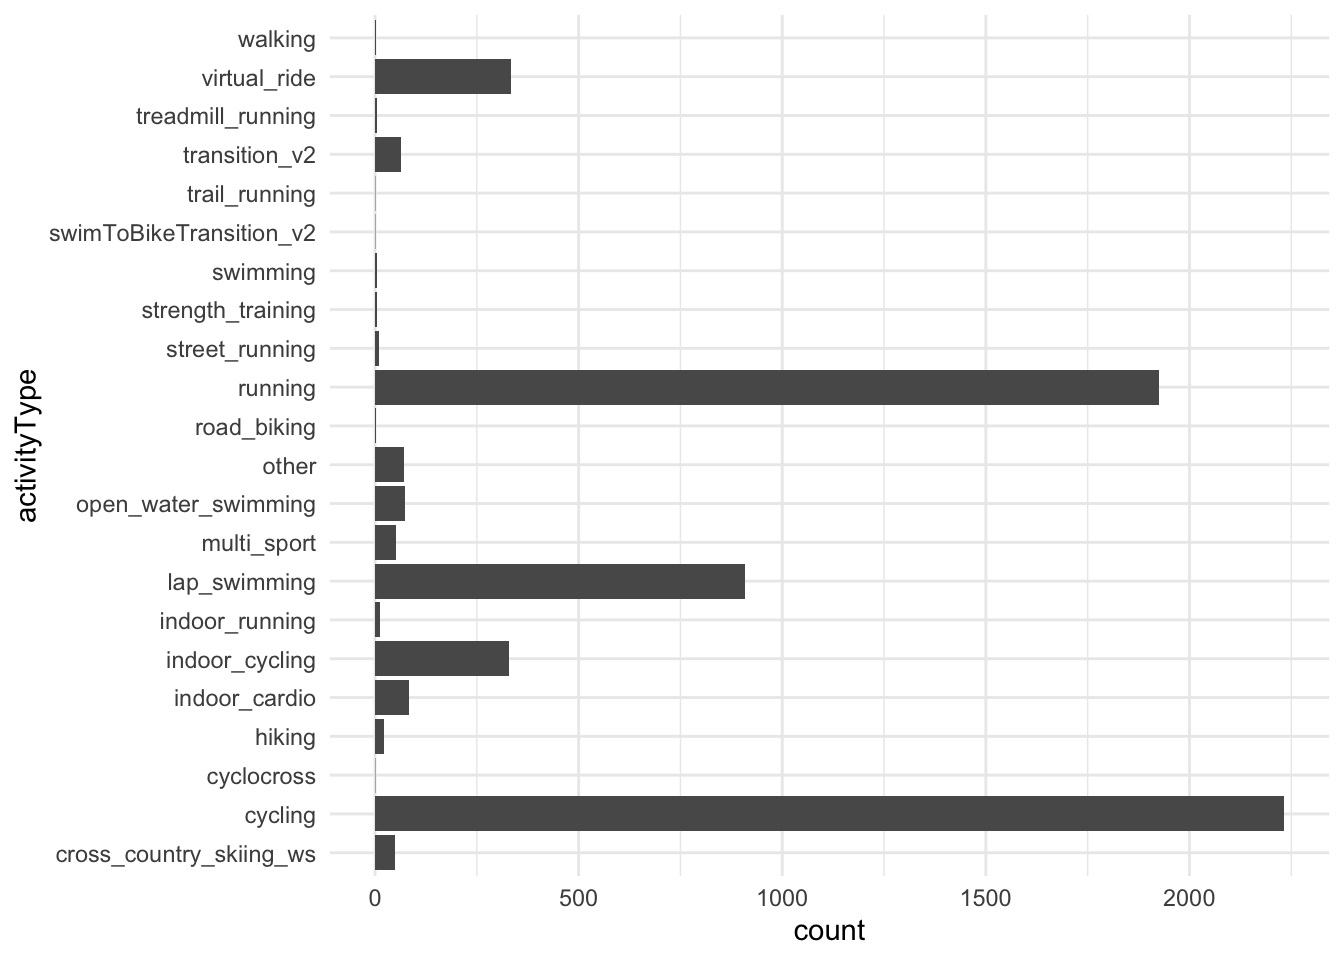 walking
virtual_ride
treadmill_running
transition_v2
trail_running
swimToBikeTransition_v2
swimming
strength_training
street_running
running
road_biking
other
open_water_swimming
multi_sport
lap_swimming
indoor_running
indoor_cycling
indoor_cardio
hiking
cyclocross
cycling
cross_country_skiing_ws
activityType
0 500 1000 1500 2000
count